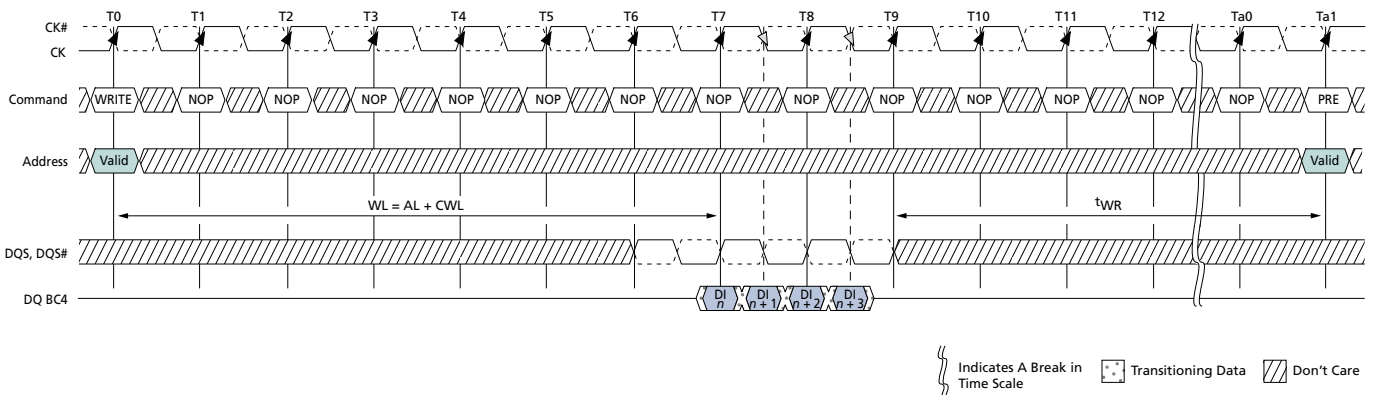 T0 T1 T2 T3 T4 T5 T6 T7 T8 T9 T10 T11 T12 Ta0 Ta1
CK#
CK
Command WRITE NOP NOP NOP NOP NOP NOP NOP NOP NOP NOP NOP NOP NOP PRE
Address Valid Valid
WL = AL + CWL tWR
DQS, DQS#
DQ BC4 DI n DI n + 1 DI n + 2 DI n + 3
Indicates A Break in
Time Scale
Transitioning Data
Don't Care